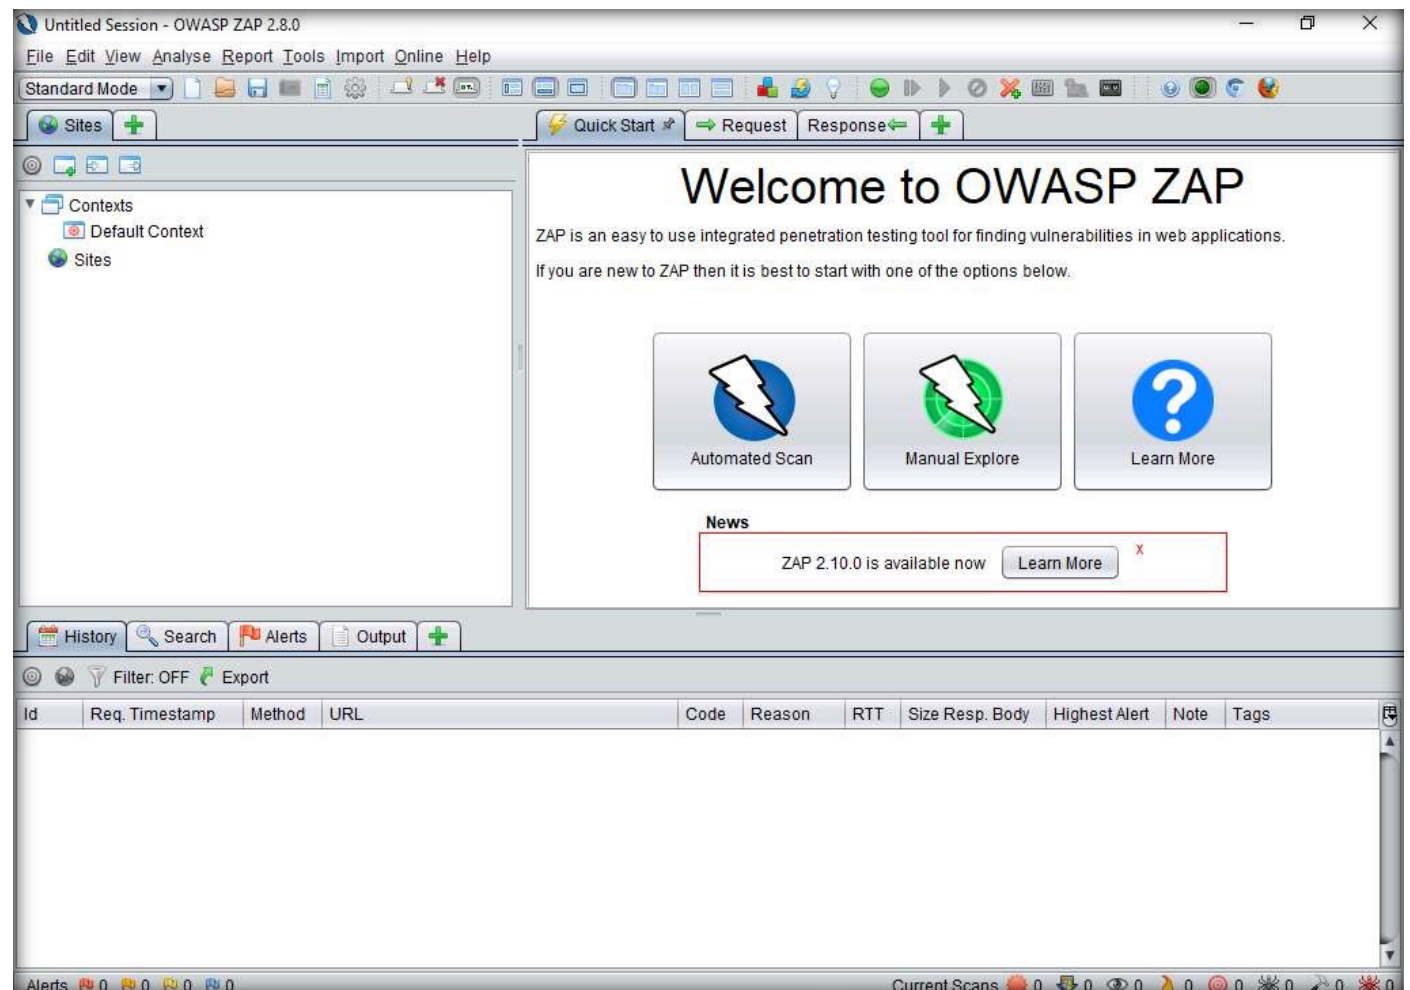 Untitled Session - OWASP ZAP 2.8.0
File Edit View Analyse Report Tools Import Online Help
Standard Mode
Sites
Quick Start
Request
Response
Contexts
Default Context
Sites
Welcome to OWASP ZAP
ZAP is an easy to use integrated penetration testing tool for finding vulnerabilities in web applications.
If you are new to ZAP then it is best to start with one of the options below.
Automated Scan
Manual Explore
Learn More
News
ZAP 2.10.0 is available now
Learn More
X
History
Search
Alerts
Output
Filter: OFF
Export
Id Req. Timestamp Method URL Code Reason RTT Size Resp. Body Highest Alert Note Tags
Alerts 0 0 0 0
Current Scans 0 0 0 0 0 0 0 0